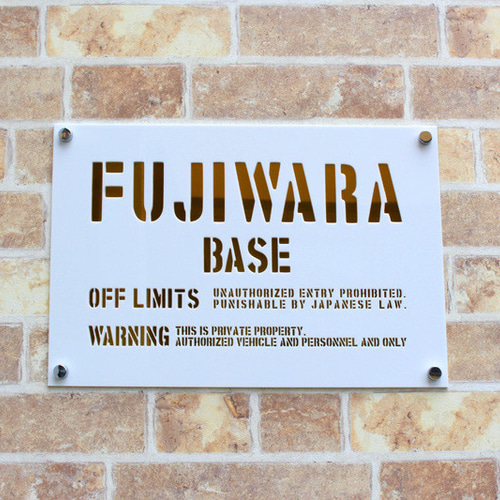 FUJIWARA
BASE
OFF LIMITS UNAUTHORIZED ENTRY PROHIBITED.
PUNISHABLE BY JAPANESE LAW.
WARNING THIS IS PRIVATE PROPERTY.
AUTHORIZED VEHICLE AND PERSONNEL AND ONLY